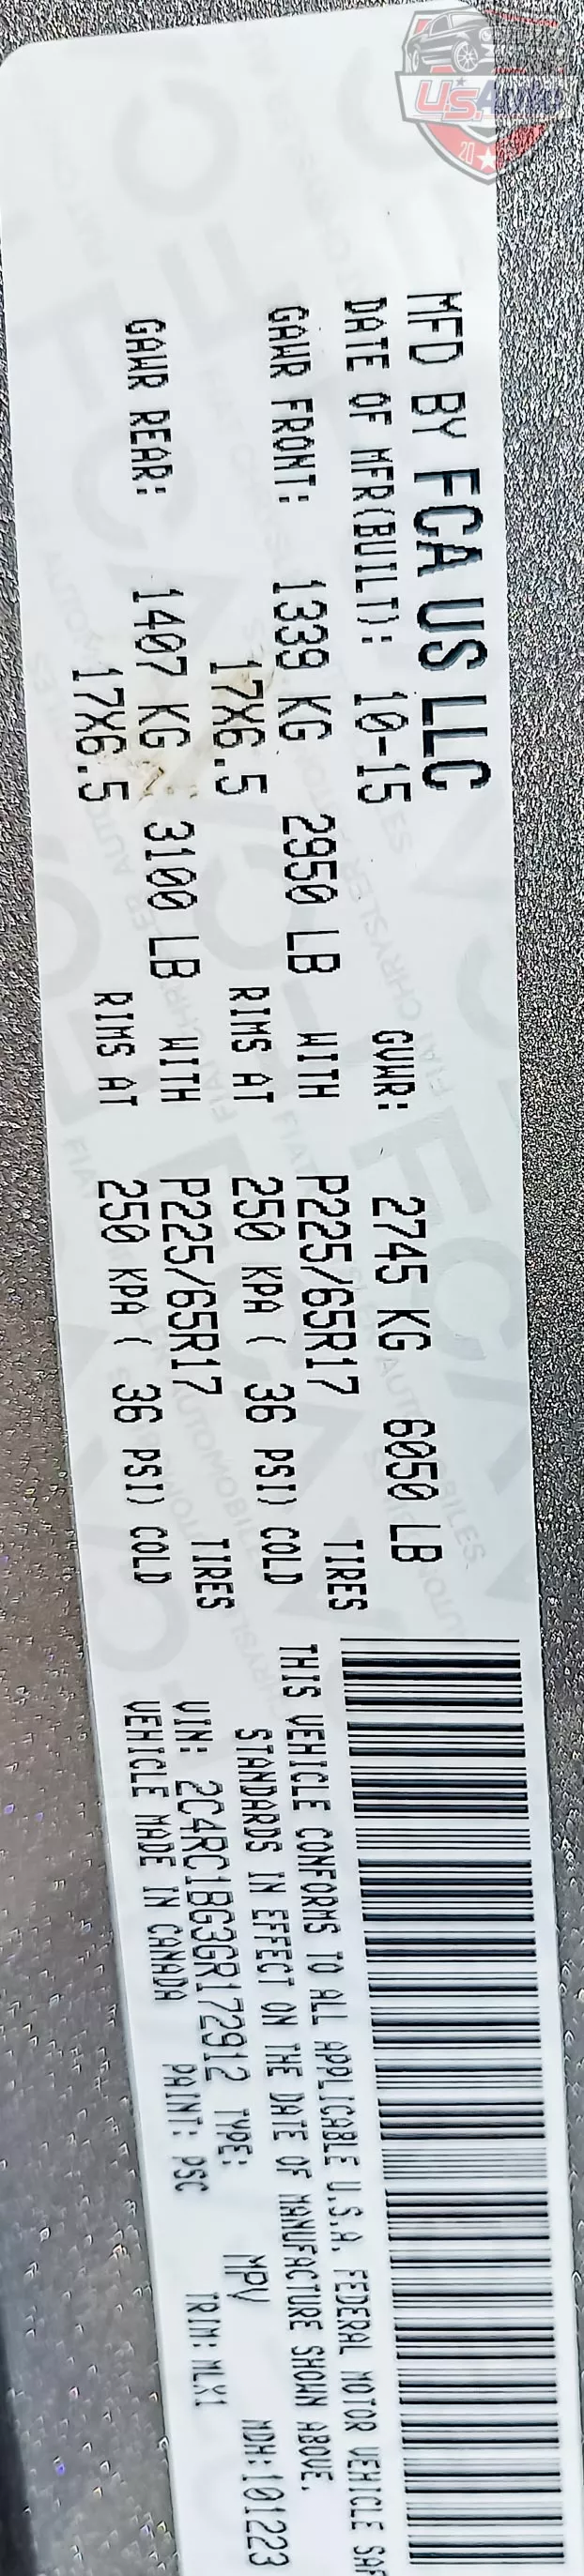 U.S.Auto
21
MFD BY FCA US LLC
DATE OF MFR(BUILT): 10-15 GVWR: 2745 KG 6050 LB
GAWR FRONT: 1339 KG 2950 LB WITH P225/65R17 TIRES
17X6.5 RIMS AT 250 KPA ( 36 PSI) COLD
GAWR REAR: 1407 KG 3100 LB WITH P225/65R17 TIRES
17X6.5 RIMS AT 250 KPA ( 36 PSI) COLD
THIS VEHICLE CONFORMS TO ALL APPLICABLE U.S.A. FEDERAL MOTOR VEHICLE SAF
STANDARDS IN EFFECT ON THE DATE OF MANUFACTURE SHOWN ABOVE.
VIN: 2C4RC1BG3GR172912 TYPE: MPV MDH:101223
VEHICLE MADE IN CANADA PAINT: PSC TRIM: MLX1